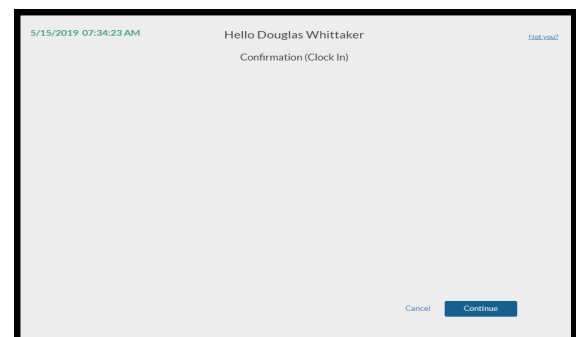 5/15/2019 07:34:23 AM
Hello Douglas Whittaker
Not you?
Confirmation (Clock In)
Cancel
Continue